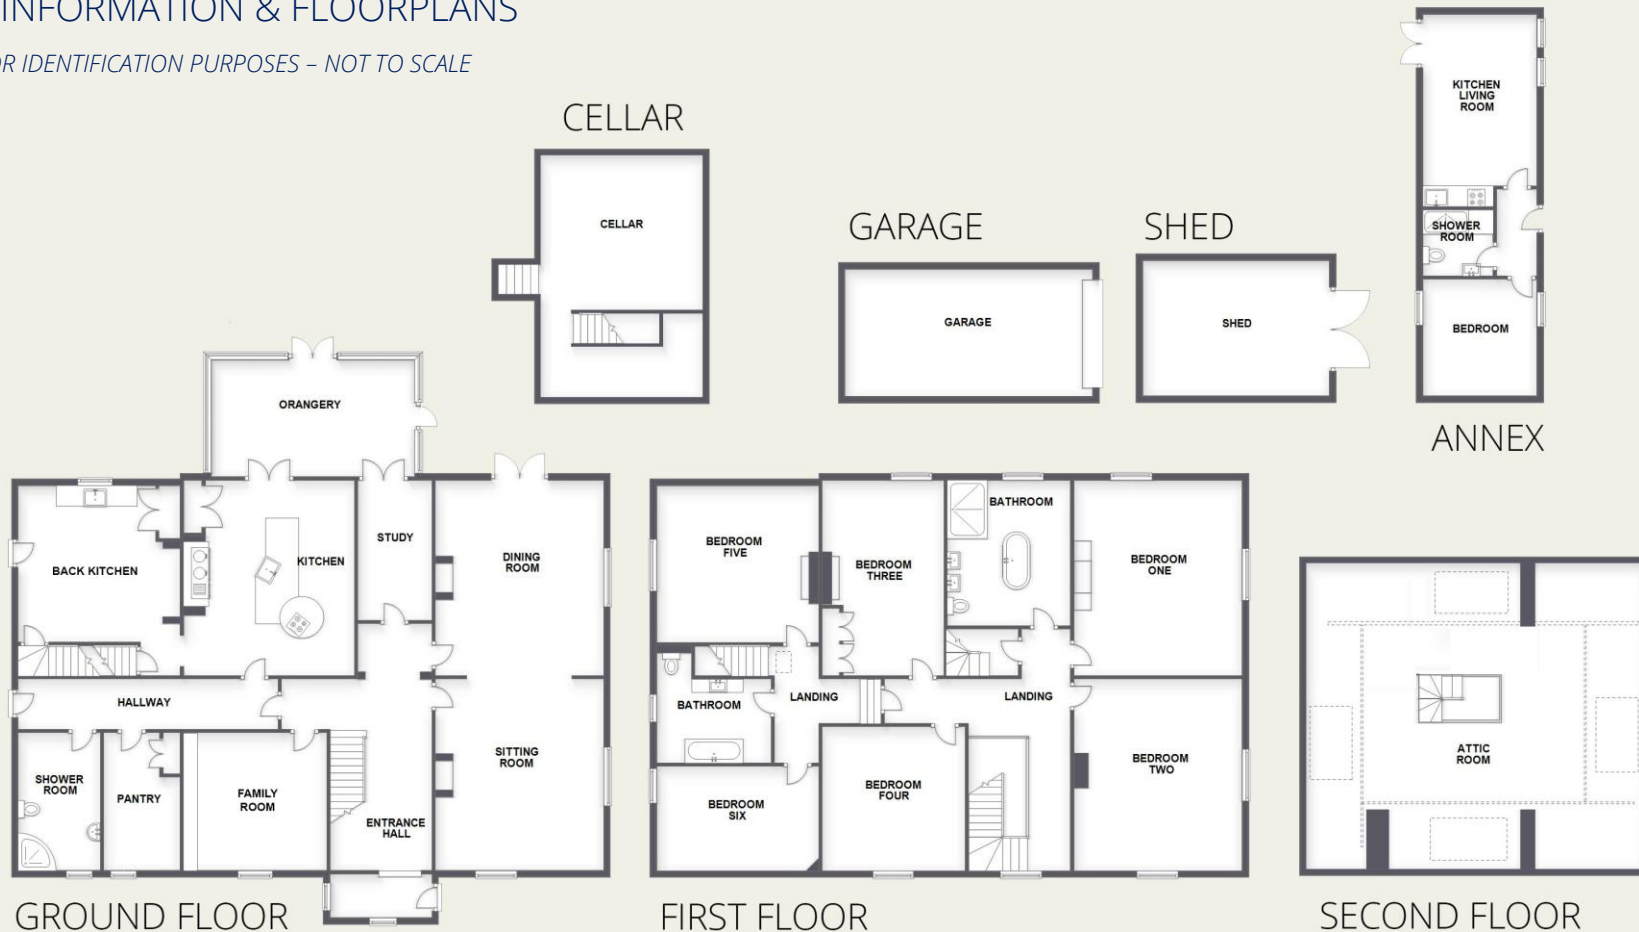 INFORMATION & FLOORPLANS
OR IDENTIFICATION PURPOSES – NOT TO SCALE
CELLAR
CELLAR
GARAGE
GARAGE
SHED
SHED
KITCHEN
LIVING
ROOM
SHOWER
ROOM
BEDROOM
ANNEX
ORANGERY
BACK KITCHEN
KITCHEN
STUDY
DINING
ROOM
HALLWAY
SITTING
ROOM
SHOWER
ROOM
PANTRY
FAMILY
ROOM
ENTRANCE
HALL
GROUND FLOOR
BEDROOM
FIVE
BEDROOM
THREE
BATHROOM
BEDROOM
ONE
BATHROOM
LANDING
LANDING
BEDROOM
SIX
BEDROOM
FOUR
BEDROOM
TWO
FIRST FLOOR
ATTIC
ROOM
SECOND FLOOR